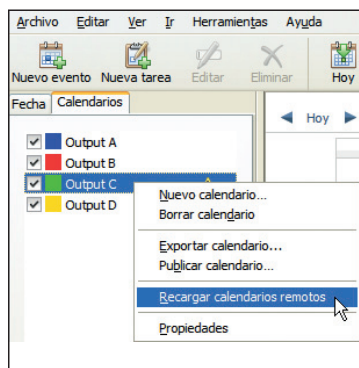 Archivo Editar Ver Ir Herramientas Ayuda
Nuevo evento Nueva tarea Editar Eliminar Hoy
Fecha Calendarios
Hoy
Output A
Output B
Output C
Output D
Nuevo calendario...
Borrar calendario
Exportar calendario...
Publicar calendario...
Recargar calendarios remotos
Propiedades